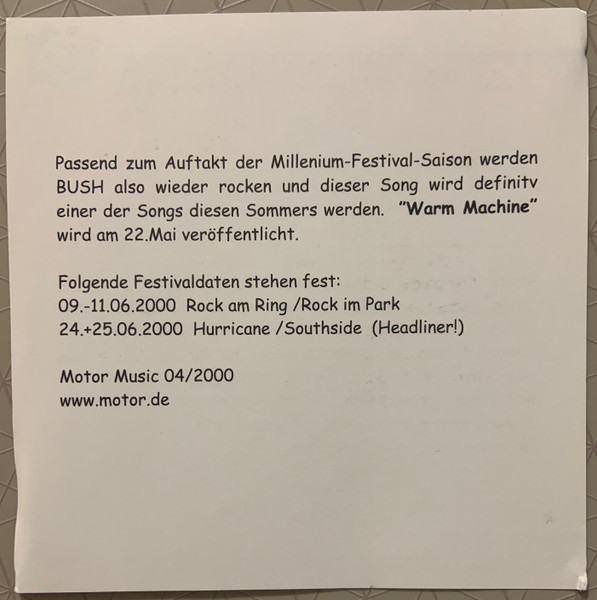 Passend zum Auftakt der Millenium-Festival-Saison werden
BUSH also wieder rocken und dieser Song wird definitv
einer der Songs diesen Sommers werden. "Warm Machine"
wird am 22.Mai veröffentlicht.
Folgende Festivaldaten stehen fest:
09.-11.06.2000 Rock am Ring /Rock im Park
24.+25.06.2000 Hurricane /Southside (Headliner!)
Motor Music 04/2000
www.motor.de